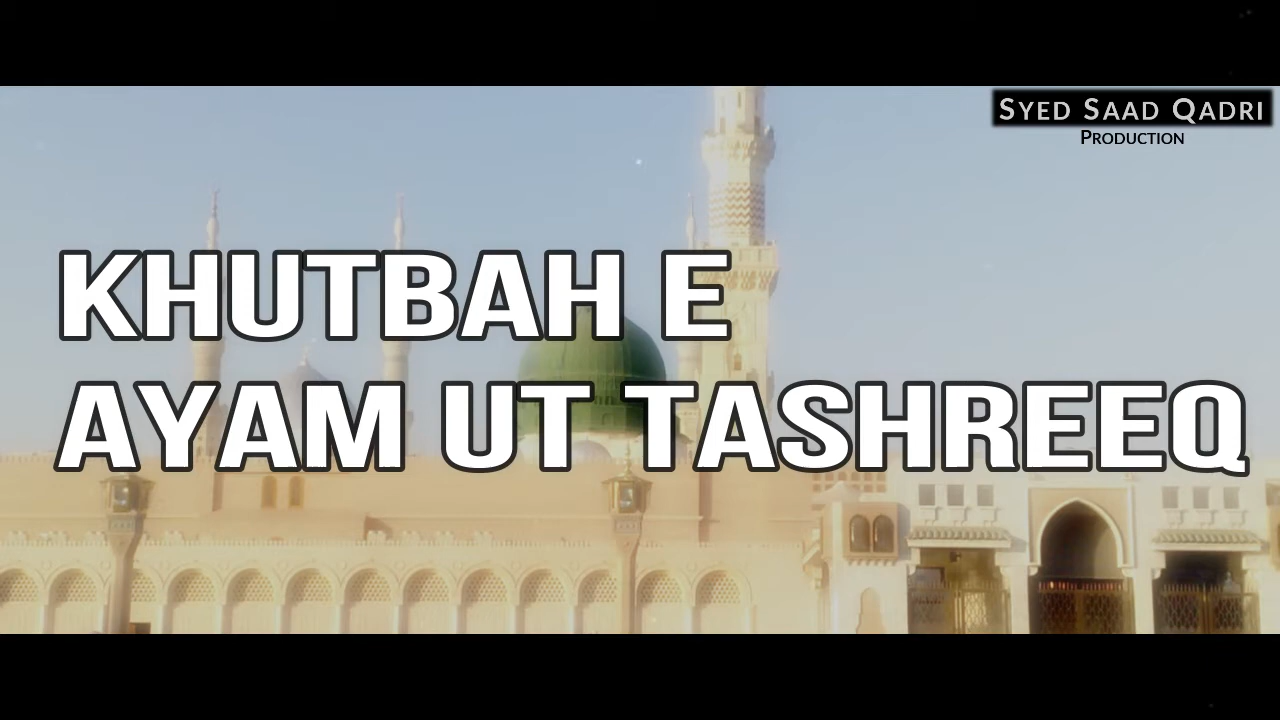 SYED SAAD QADRI
PRODUCTION
KHUTBAH E
AYAM UT TASHREEQ